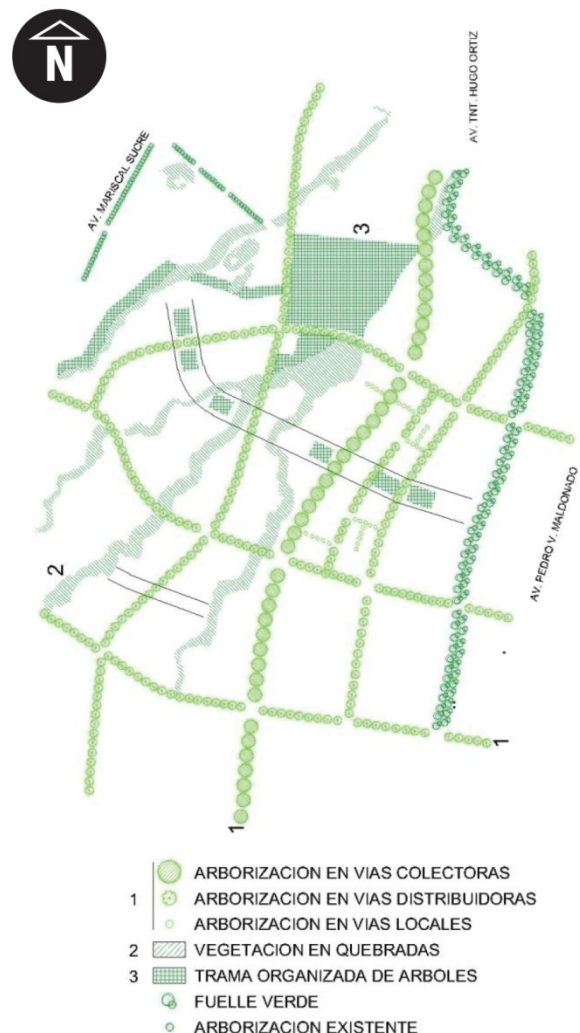 N
AV. TNT. HUGO ORTIZ
AV. MARISCAL SUCRE
3
2
AV. PEDRO V. MALDONADO
1
1
ARBORIZACION EN VIAS COLECTORAS
1 ARBORIZACION EN VIAS DISTRIBUIDORAS
ARBORIZACION EN VIAS LOCALES
2 VEGETACION EN QUEBRADAS
3 TRAMA ORGANIZADA DE ARBOLES
FUELLE VERDE
ARBORIZACION EXISTENTE